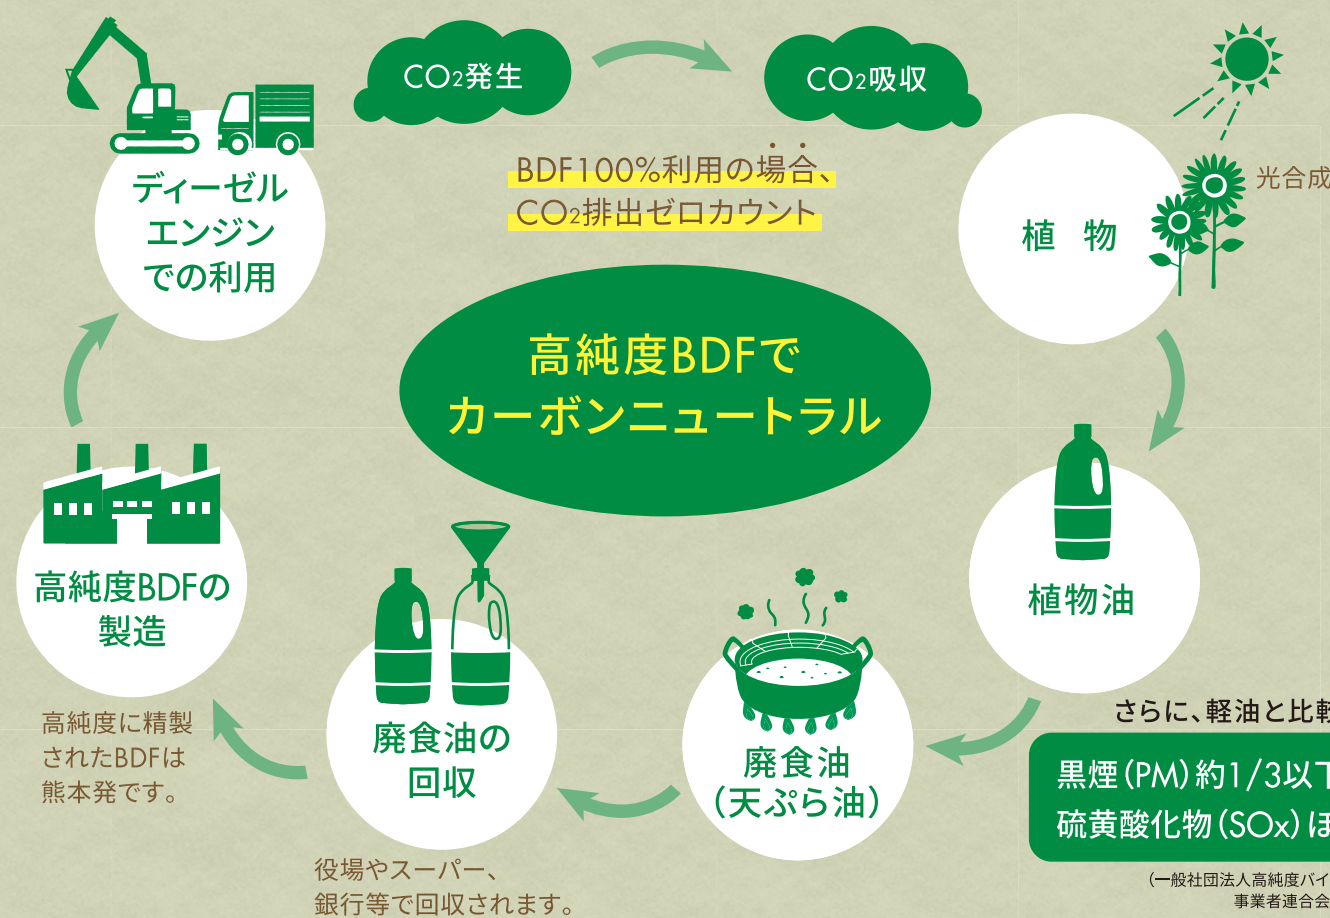 CO2発生
CO2吸収
BDF100%利用の場合、
CO2排出ゼロカウント
ディーゼル
エンジン
での利用
植 物
光合成
高純度BDFで
カーボンニュートラル
植物油
高純度BDFの
製造
高純度に精製
されたBDFは
熊本発です。
廃食油の
回収
役場やスーパー、
銀行等で回収されます。
廃食油
(天ぷら油)
さらに、軽油と比較
黒煙(PM)約1/3以下
硫黄酸化物(SOx)ほ
(一般社団法人高純度バイ
事業者連合会